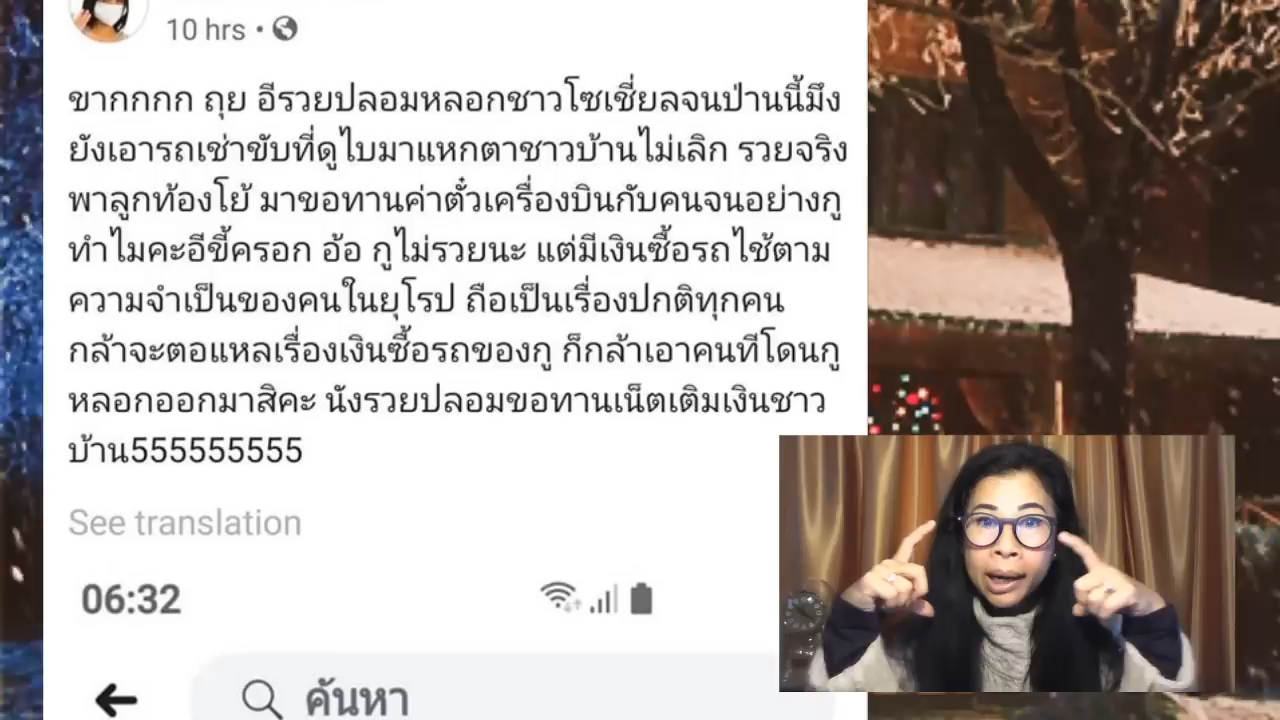 10 hrs •
ขากกกก ถุย อีรวยปลอมหลอกชาวโซเชี่ยลจนป่านนี้มึง
ยังเอารถเช่าขับที่ดูไบมาแหกตาชาวบ้านไม่เลิก รวยจริง
พาลูกท้องโย้ มาขอทานค่าตั๋วเครื่องบินกับคนจนอย่างกู
ทำไมคะอีขี้ครอก อ้อ กูไม่รวยนะ แต่มีเงินซื้อรถไช้ตาม
ความจำเป็นของคนในยุโรป ถือเป็นเรื่องปกติทุกคน
กล้าจะตอแหลเรื่องเงินซื้อรถของกู ก็กล้าเอาคนทีโดนกู
หลอกออกมาสิคะ นังรวยปลอมขอทานเน็ตเติมเงินชาว
บ้าน555555555
See translation
06:32
ค้นหา